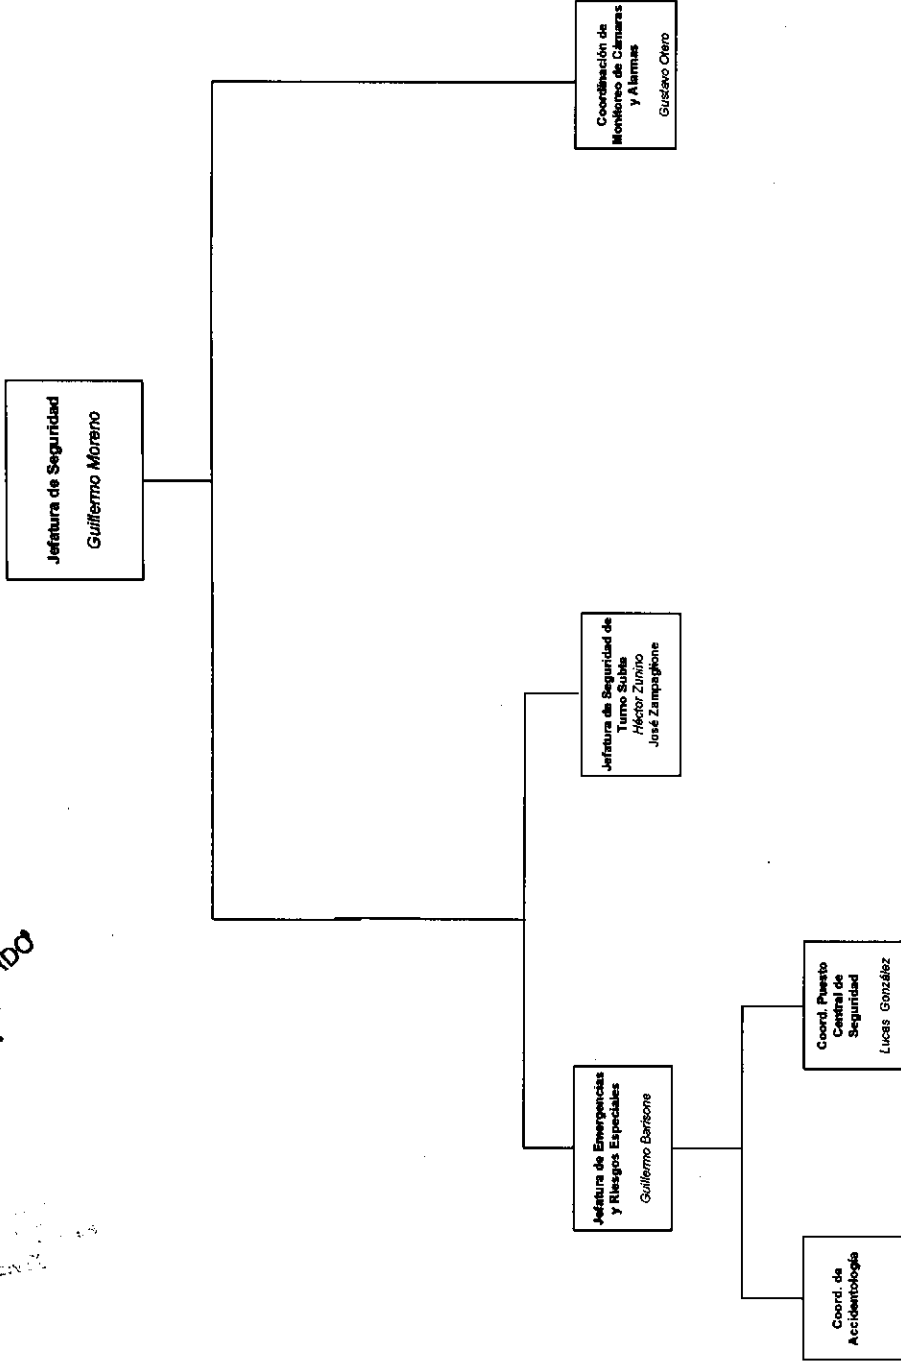 Jefatura de Seguridad
Guillermo Moreno
Coordinación de
Monitoreo de Cámaras
y Alarmas
Gustavo Otero
Jefatura de Seguridad de
Turno Subte
Héctor Zunino
José Zampaglione
Jefatura de Emergencias
y Riesgos Especiales
Guillermo Barisone
Coord. Puesto
Central de
Seguridad
Lucas González
Coord. de
Accidentología